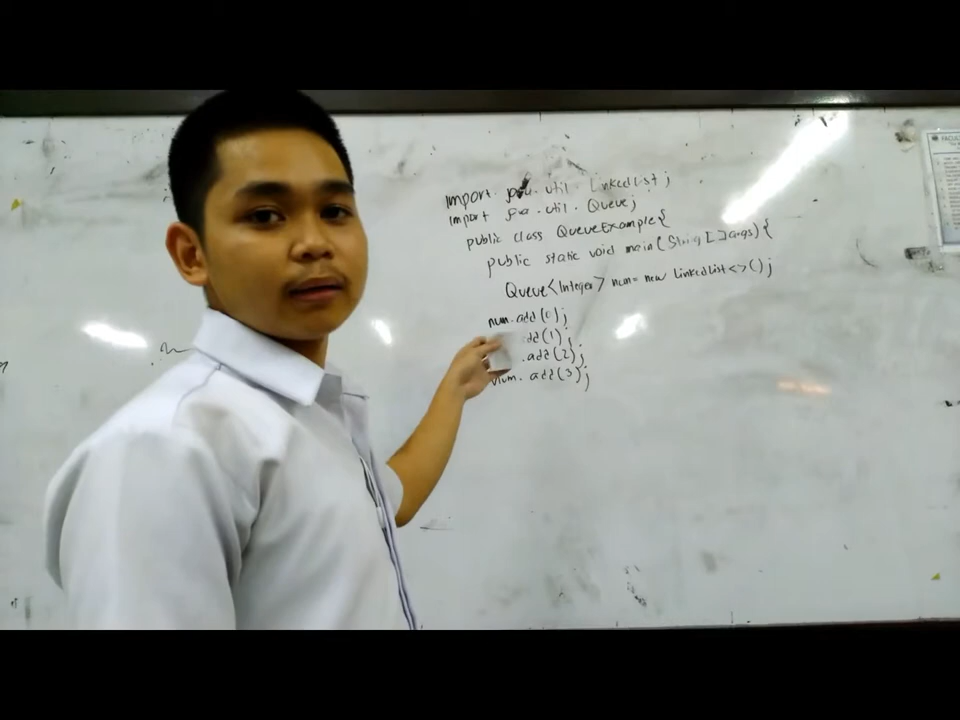 import java.util.LinkedList;
import java.util.Queue;
public class QueueExample{
public static void main(String[]args){
Queue<Integer> num= new LinkedList<>();
num.add(0);
add(1);
.add(2);
num.add(3);
FACULT